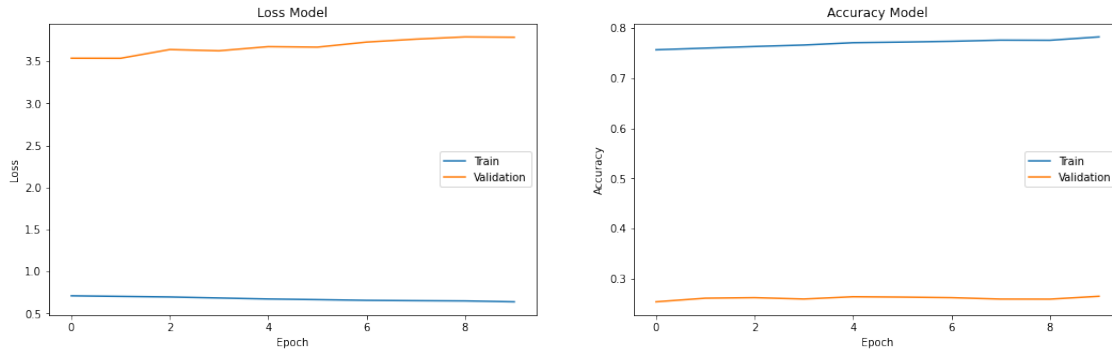 Loss Model
3.5
3.0
2.5
2.0
1.5
1.0
0.5
Loss
Train
Validation
0 2 4 6 8
Epoch
Accuracy Model
0.8
0.7
0.6
0.5
0.4
0.3
Accuracy
Train
Validation
0 2 4 6 8
Epoch